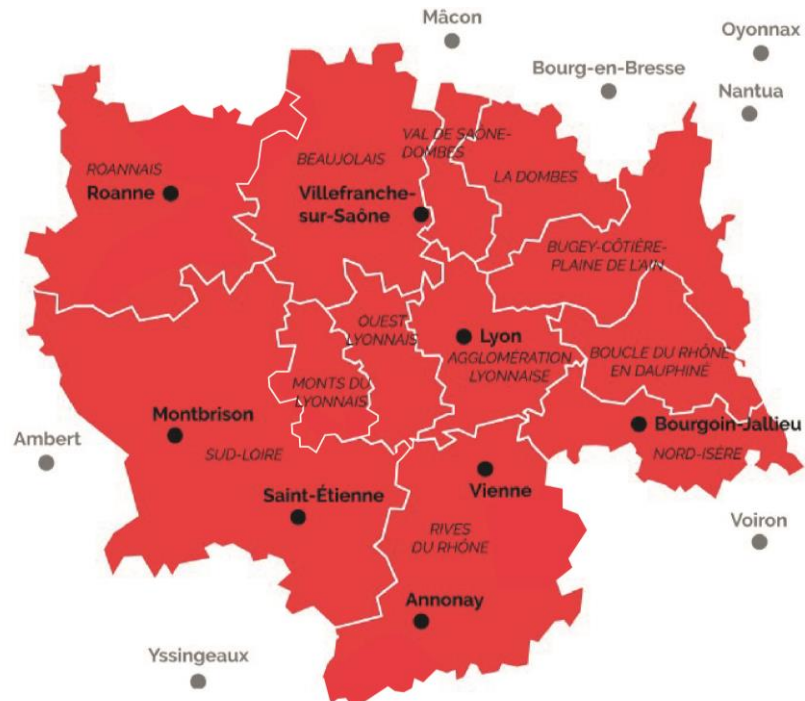 Mâcon
Oyonnax
Bourg-en-Bresse
Nantua
VAL DE SAÔNE-
DOMBES
BEAUJOLAIS
ROANNAIS
LA DOMBES
Roanne
Villefranche-
sur-Saône
BUGEY-CÔTIÈRE-
PLAINE DE L'AIN
OUEST
LYONNAIS
Lyon
AGGLOMÉRATION
LYONNAISE
BOUCLE DU RHÔNE
EN DAUPHINÉ
MONTS DU
LYONNAIS
Montbrison
Bourgoin-Jallieu
Ambert
SUD-LOIRE
NORD-ISÈRE
Vienne
Saint-Étienne
Voiron
RIVES
DU RHÔNE
Annonay
Yssingeaux